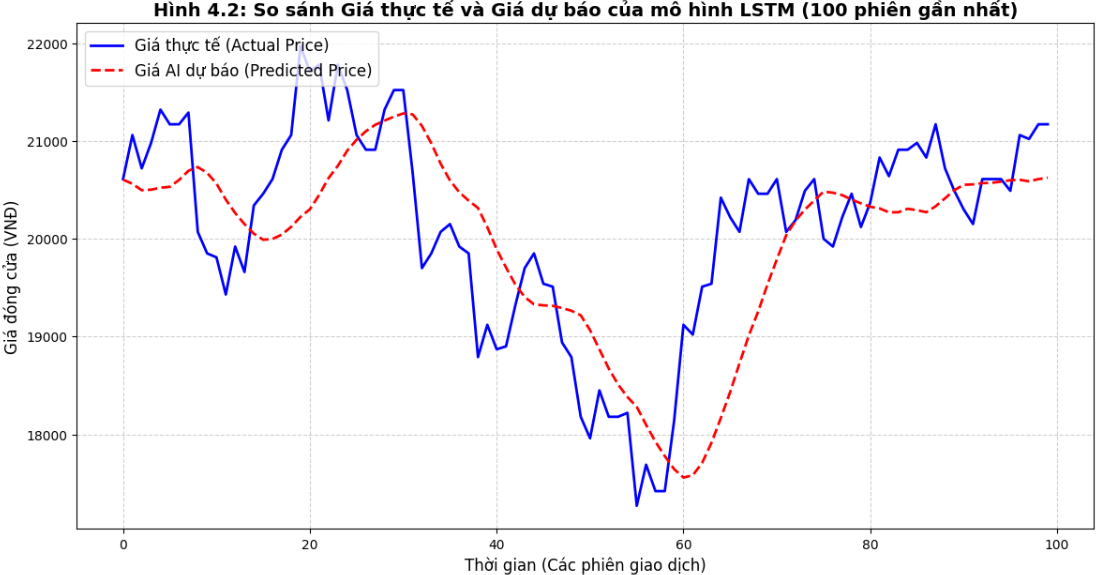 Hình 4.2: So sánh Giá thực tế và Giá dự báo của mô hình LSTM (100 phiên gần nhất)
Giá thực tế (Actual Price)
Giá AI dự báo (Predicted Price)
Giá đóng cửa (VNĐ)
22000
21000
20000
19000
18000
0 20 40 60 80 100
Thời gian (Các phiên giao dịch)